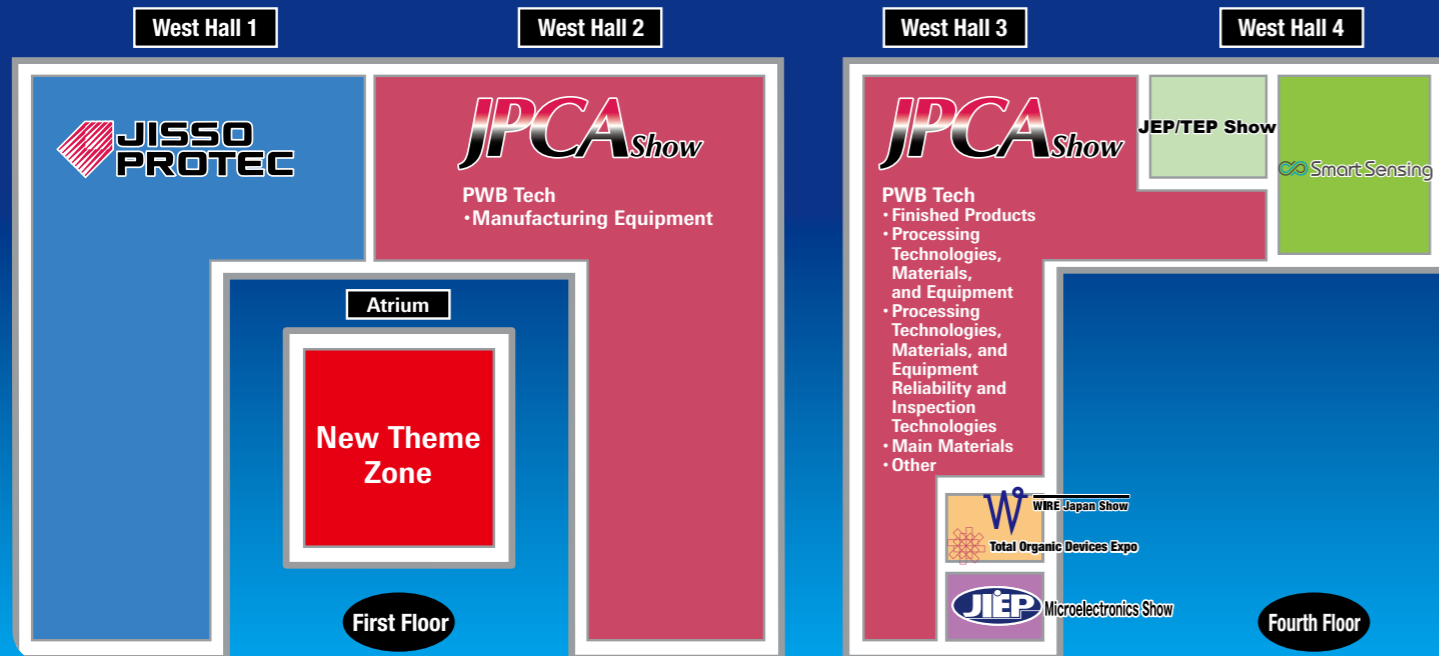 West Hall 1
West Hall 2
JISSO
PROTEC
JPCA Show
PWB Tech
・Manufacturing Equipment
Atrium
New Theme
Zone
First Floor
West Hall 3
West Hall 4
JPCA Show
PWB Tech
・Finished Products
・Processing
Technologies,
Materials,
and Equipment
・Processing
Technologies,
Materials, and
Equipment
Reliability and
Inspection
Technologies
・Main Materials
・Other
JEP/TEP Show
Smart Sensing
W
WIRE Japan Show
Total Organic Devices Expo
JIEP Microelectronics Show
Fourth Floor